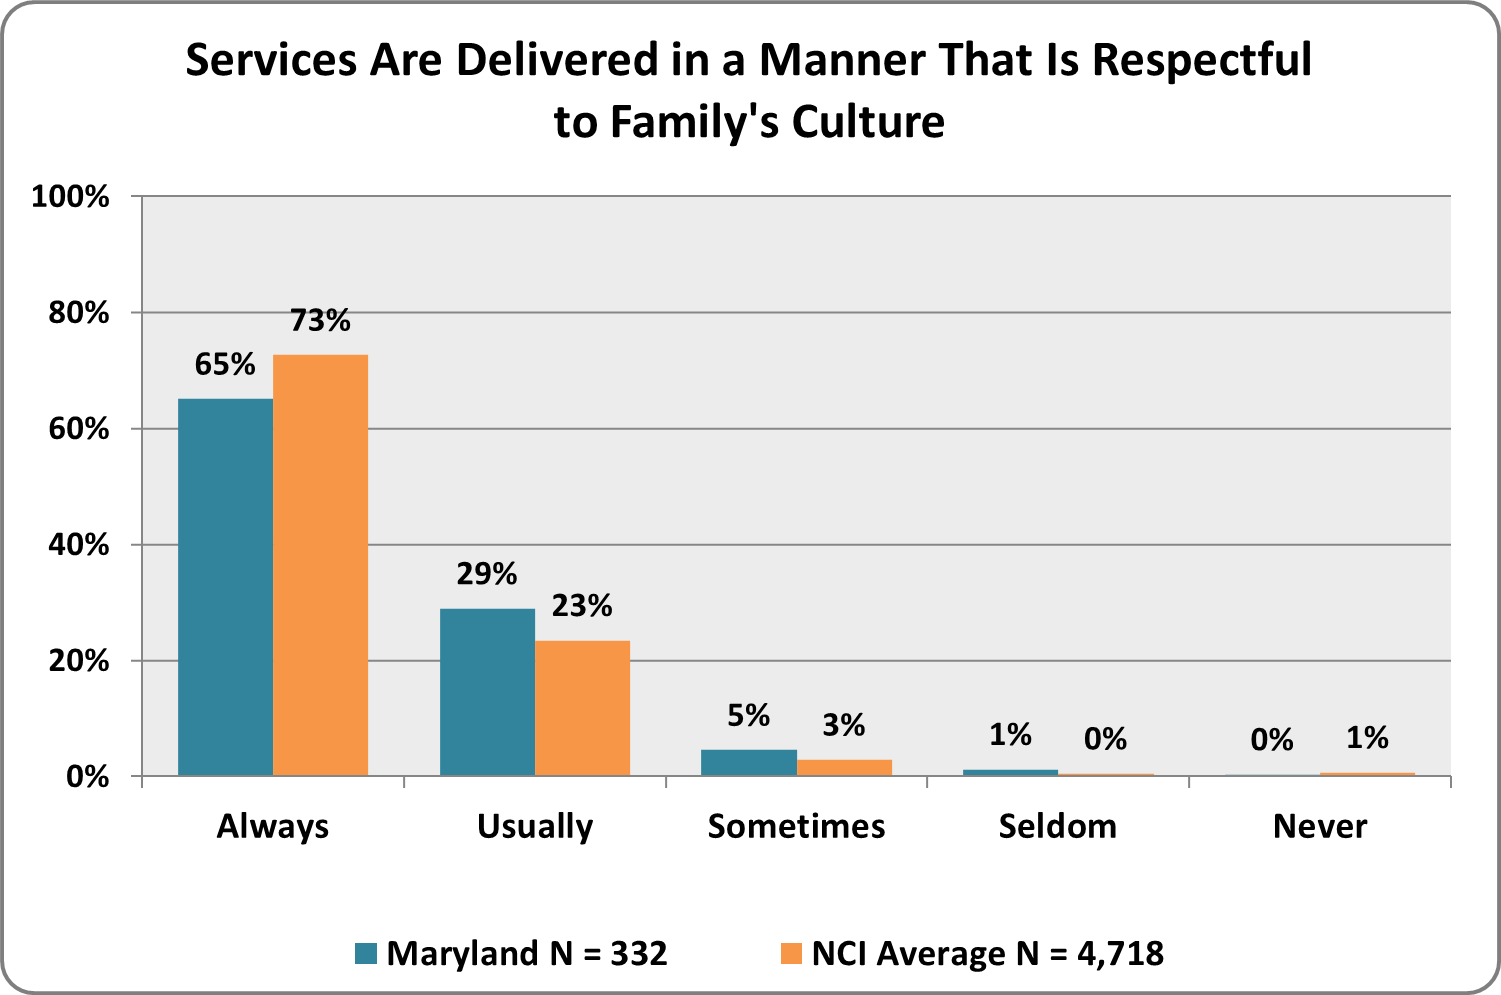 Services Are Delivered in a Manner That Is Respectful
to Family's Culture
100%
80%
60%
40%
20%
0%
65%
73%
29%
23%
5%
3%
1%
0%
0%
1%
Always
Usually
Sometimes
Seldom
Never
Maryland N = 332
NCI Average N = 4,718